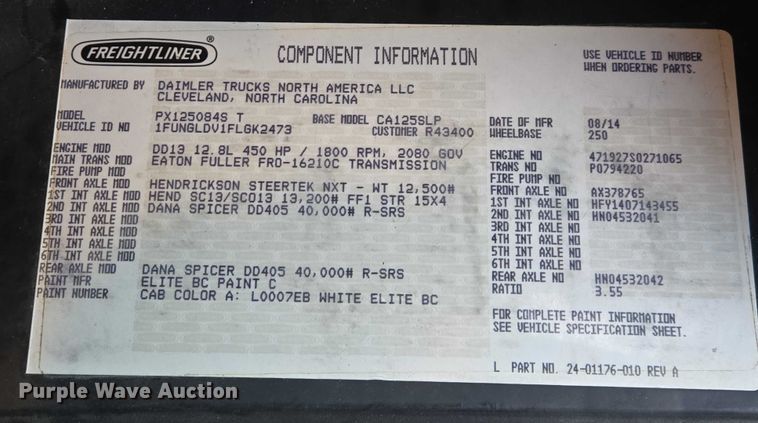 FREIGHTLINER
COMPONENT INFORMATION
USE VEHICLE ID NUMBER
WHEN ORDERING PARTS.
MANUFACTURED BY DAIMLER TRUCKS NORTH AMERICA LLC
CLEVELAND, NORTH CAROLINA
MODEL PX125084S T BASE MODEL CA125SLP
VEHICLE ID NO 1FUNGLDV1FLGK2473 CUSTOMER R43400
DATE OF MFR 08/14
WHEELBASE 250
ENGINE MOD DD13 12.8L 450 HP / 1800 RPM, 2080 GOV
MAIN TRANS MOD EATON FULLER FRO-16210C TRANSMISSION
FIRE PUMP MOD
FRONT AXLE MOD HENDRICKSON STEERTEK NXT - WT 12,500#
1ST INT AXLE MOD HEND SC13/SCO13 13,200# FF1 STR 15X4
2ND INT AXLE MOD DANA SPICER DD405 40,000# R-SRS
3RD INT AXLE MOD
4TH INT AXLE MOD
5TH INT AXLE MOD
6TH INT AXLE MOD
REAR AXLE MOD DANA SPICER DD405 40,000# R-SRS
PAINT MFR ELITE BC PAINT C
PAINT NUMBER CAB COLOR A: L0007EB WHITE ELITE BC
ENGINE NO 471927S0271065
TRANS NO P0794220
FIRE PUMP NO
FRONT AXLE NO AX378765
1ST INT AXLE NO HFY1407143455
2ND INT AXLE NO HN04532041
3RD INT AXLE NO
4TH INT AXLE NO
5TH INT AXLE NO
6TH INT AXLE NO
REAR AXLE NO HN04532042
RATIO 3.55
FOR COMPLETE PAINT INFORMATION
SEE VEHICLE SPECIFICATION SHEET.
L PART NO. 24-01176-010 REV A
Purple Wave Auction